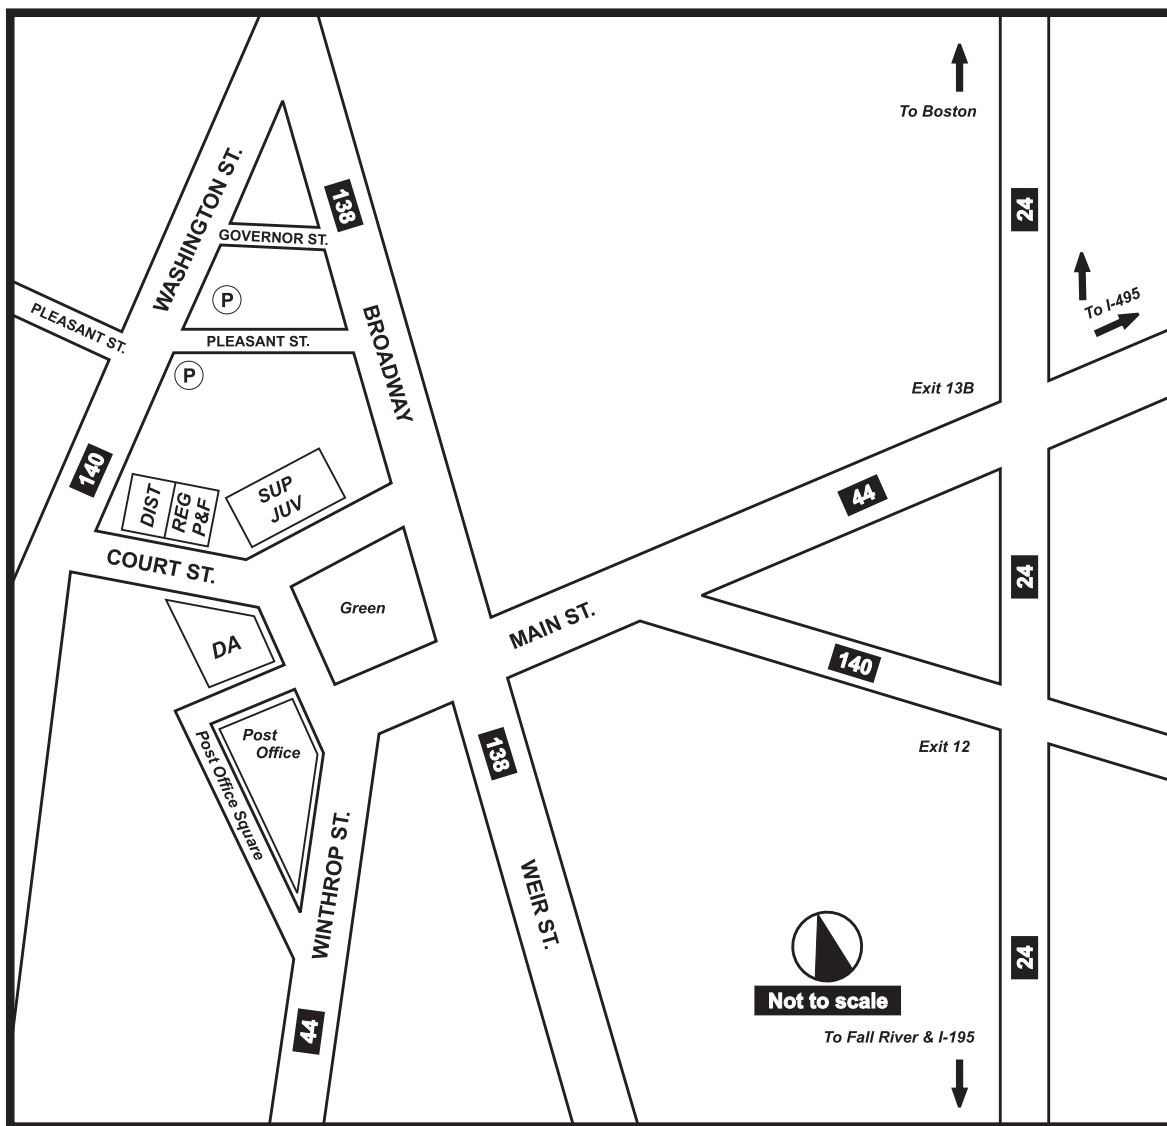 To Boston
WASHINGTON ST.
138
24
GOVERNOR ST.
P
To I-495
PLEASANT ST.
PLEASANT ST.
BROADWAY
P
Exit 13B
140
DIST
REG
P&F
SUP
JUV
44
COURT ST.
24
Green
MAIN ST.
DA
140
Post
Office
Post Office Square
138
Exit 12
WINTHROP ST.
WEIR ST.
24
Not to scale
44
To Fall River & I-195